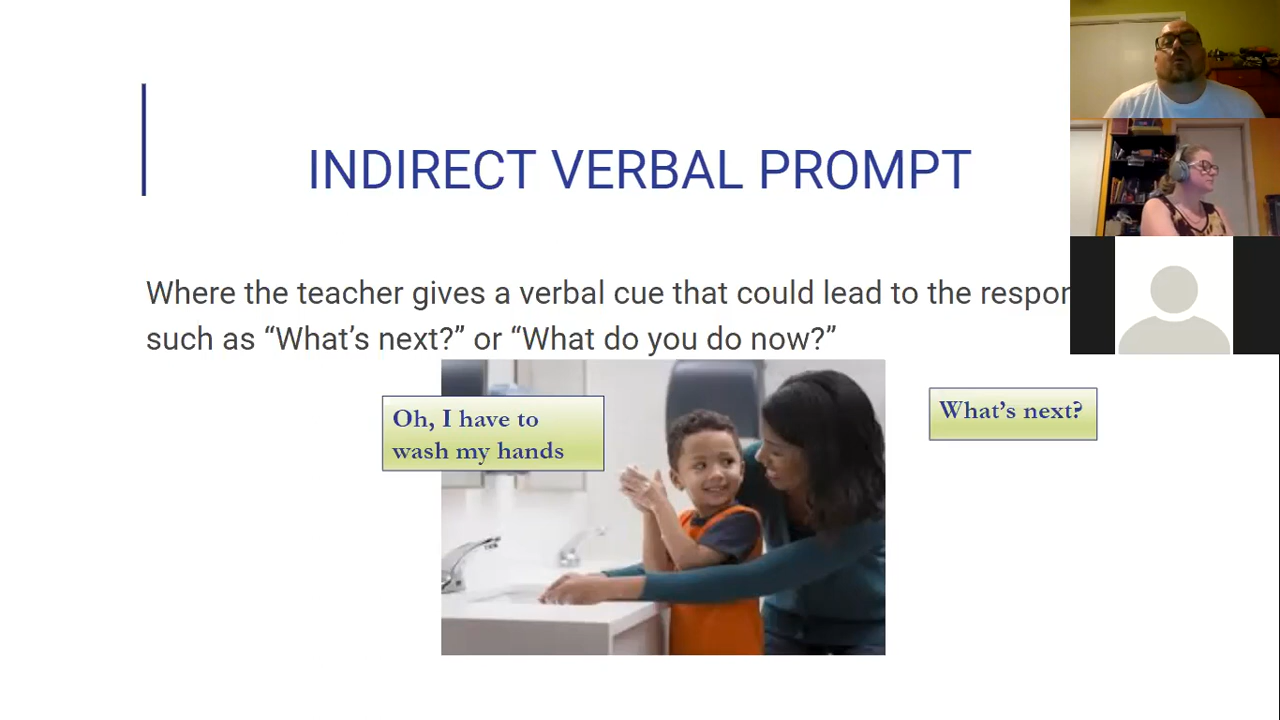 INDIRECT VERBAL PROMPT
Where the teacher gives a verbal cue that could lead to the
such as “What’s next?” or “What do you do now?”
Oh, I have to
wash my hands
What’s next?